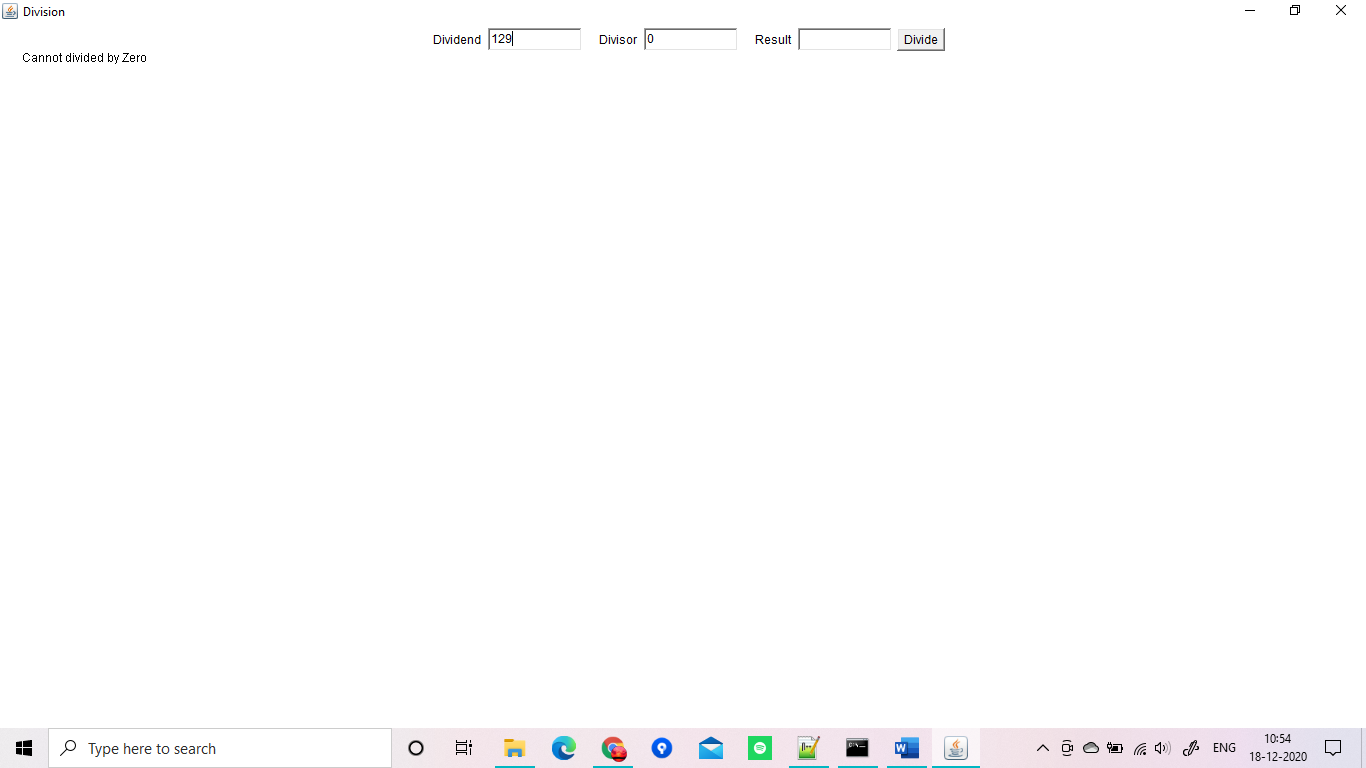 Division
Dividend 129 Divisor 0 Result Divide
Cannot divided by Zero
Type here to search
ENG
10:54
18-12-2020